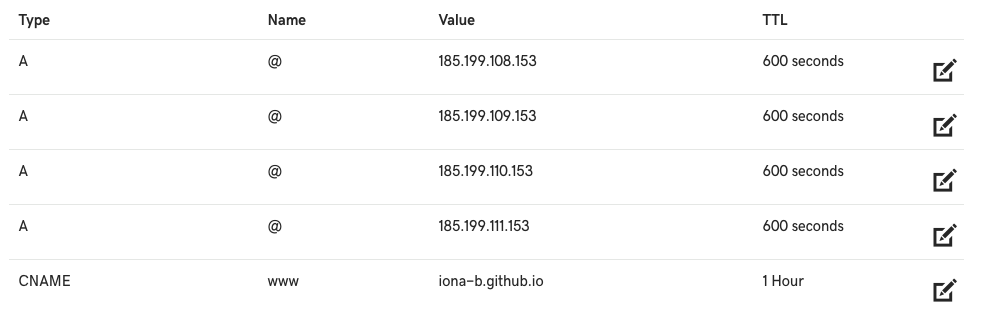 Type Name Value TTL
A @ 185.199.108.153 600 seconds
A @ 185.199.109.153 600 seconds
A @ 185.199.110.153 600 seconds
A @ 185.199.111.153 600 seconds
CNAME www iona-b.github.io 1 Hour